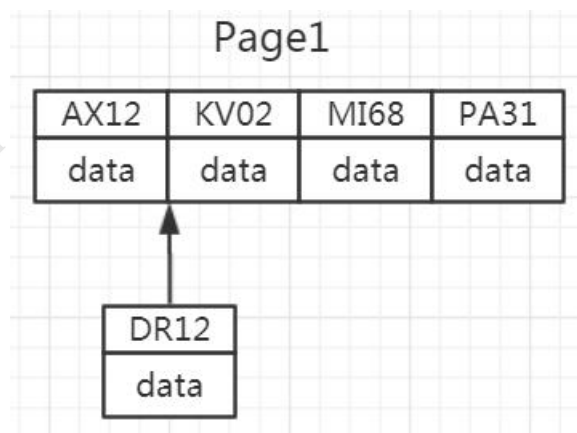 Page1
AX12 KV02 MI68 PA31
data data data data
DR12
data